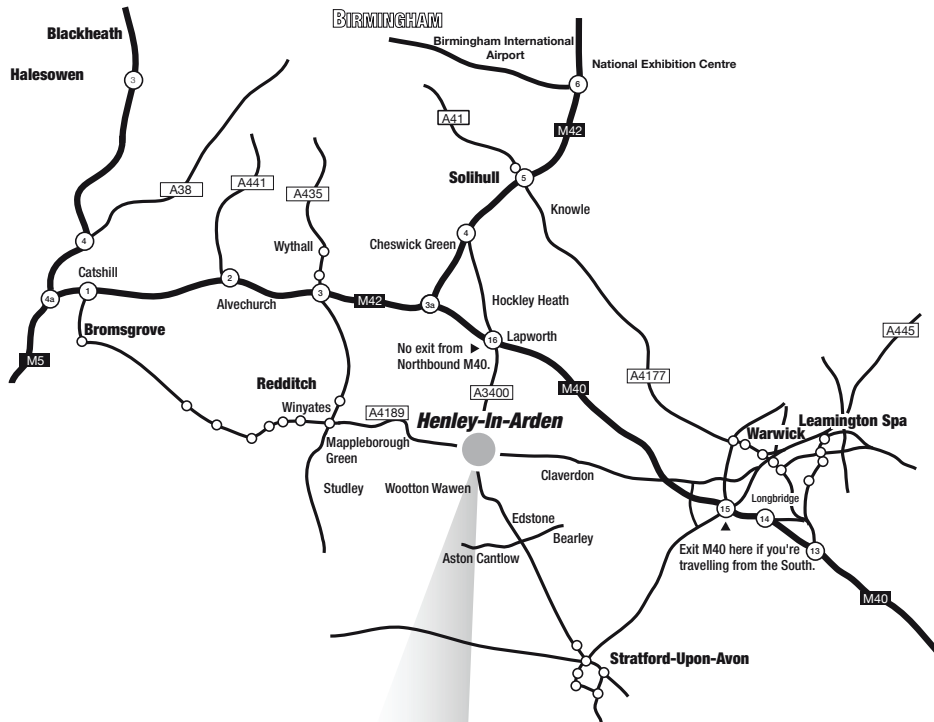 BIRMINGHAM
Blackheath
Birmingham International
Airport
National Exhibition Centre
Halesowen
3
6
A41
M42
Solihull
5
A38
A441
A435
Knowle
Wythall
4
Cheswick Green
4
Catshill
2
4a
1
Alvechurch
3
M42
3a
Hockley Heath
Bromsgrove
16
Lapworth
A445
M5
No exit from
Northbound M40.
A4177
Redditch
A3400
M40
Winyates
A4189
Henley-In-Arden
Warwick
Leamington Spa
Mappleborough
Green
Claverdon
Studley
Wootton Wawen
Longbridge
15
14
Edstone
Bearley
13
Aston Cantlow
Exit M40 here if you're
travelling from the South.
M40
Stratford-Upon-Avon